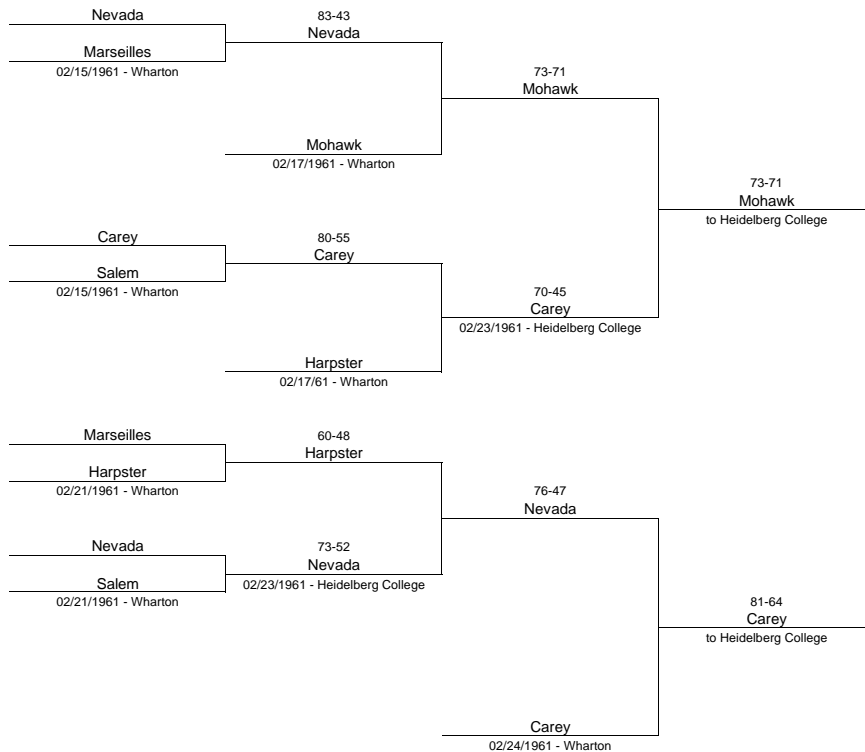 Nevada
Marseilles
02/15/1961 - Wharton
83-43
Nevada
Mohawk
02/17/1961 - Wharton
73-71
Mohawk
73-71
Mohawk
to Heidelberg College
Carey
Salem
02/15/1961 - Wharton
80-55
Carey
Harpster
02/17/61 - Wharton
70-45
Carey
02/23/1961 - Heidelberg College
Marseilles
Harpster
02/21/1961 - Wharton
60-48
Harpster
Nevada
Salem
02/21/1961 - Wharton
73-52
Nevada
02/23/1961 - Heidelberg College
76-47
Nevada
Carey
02/24/1961 - Wharton
81-64
Carey
to Heidelberg College